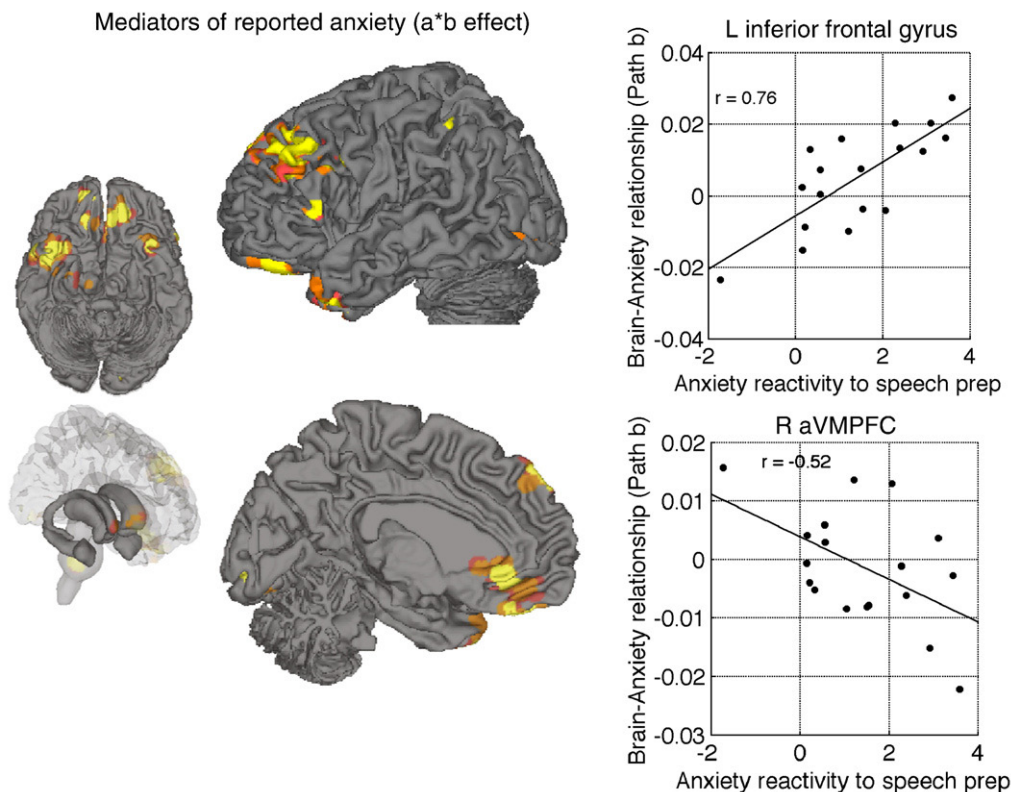 Mediators of reported anxiety (a*b effect)
L inferior frontal gyrus
Brain-Anxiety relationship (Path b)
0.04
0.02
0
-0.02
-0.04
r = 0.76
-2 0 2 4
Anxiety reactivity to speech prep
R aVMPFC
Brain-Anxiety relationship (Path b)
0.02
0.01
0
-0.01
-0.02
-0.03
r = -0.52
-2 0 2 4
Anxiety reactivity to speech prep